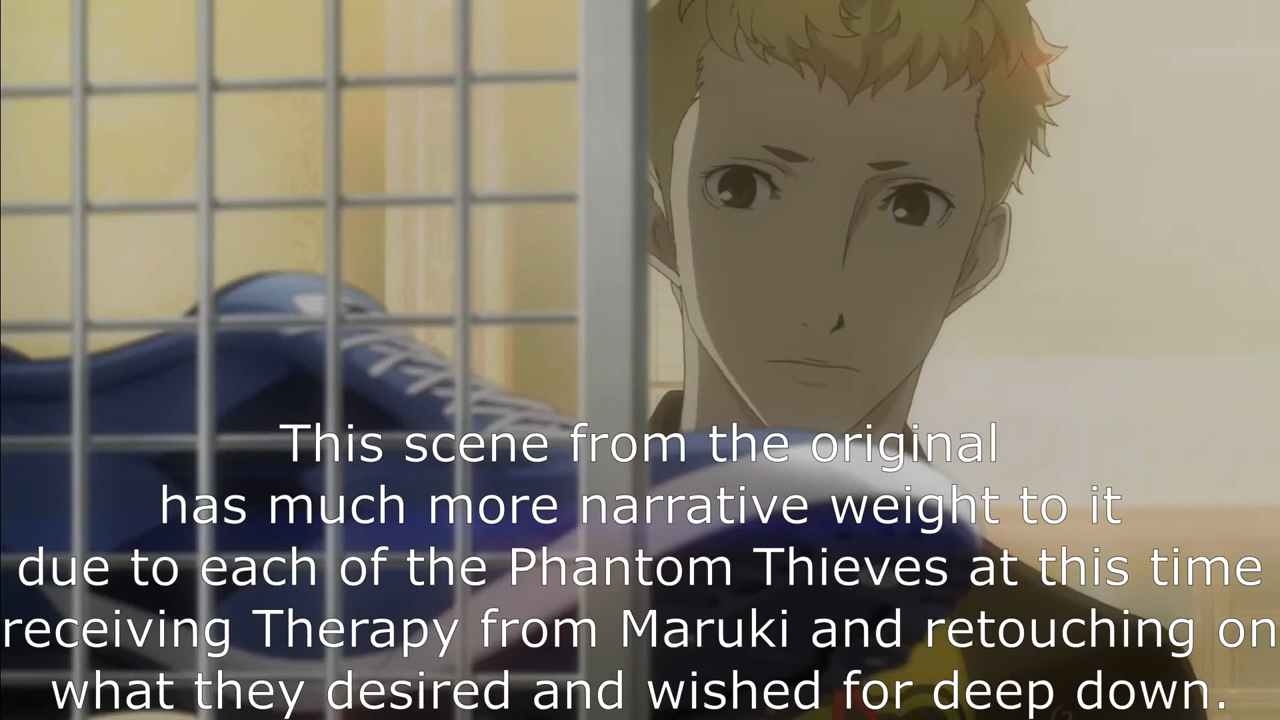 This scene from the original
has much more narrative weight to it
due to each of the Phantom Thieves at this time
receiving Therapy from Maruki and retouching on
what they desired and wished for deep down.